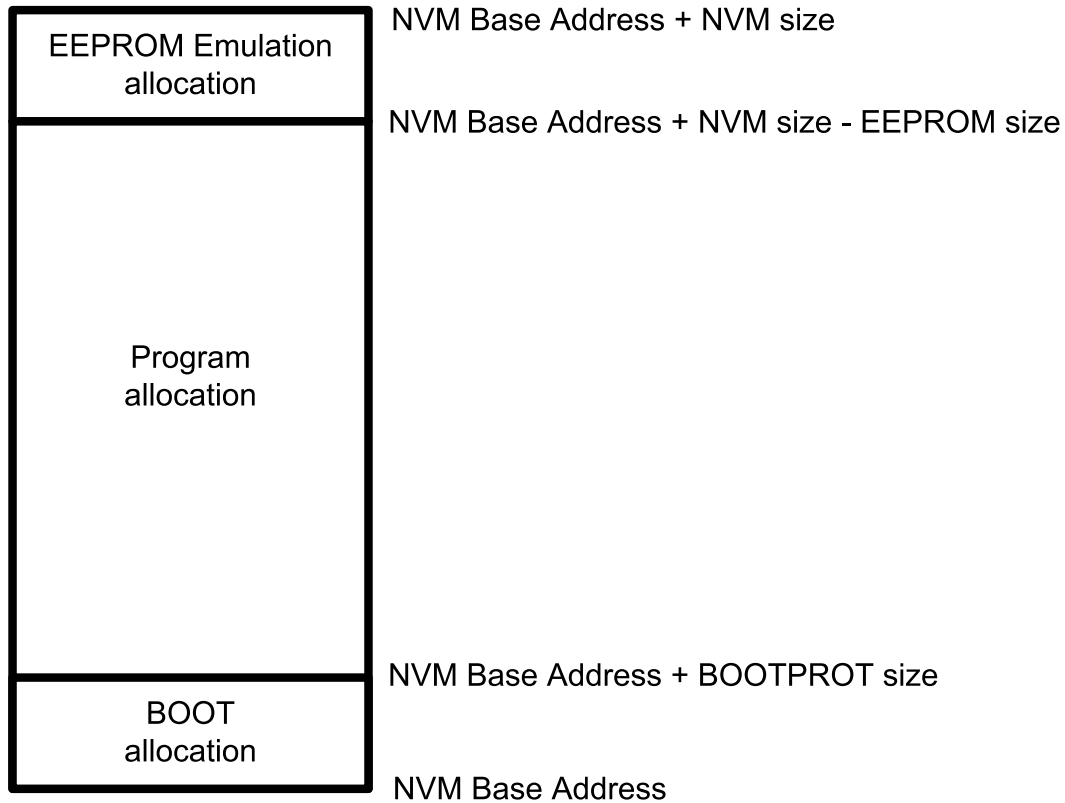 NVM Base Address + NVM size
EEPROM Emulation
allocation
NVM Base Address + NVM size - EEPROM size
Program
allocation
NVM Base Address + BOOTPROT size
BOOT
allocation
NVM Base Address